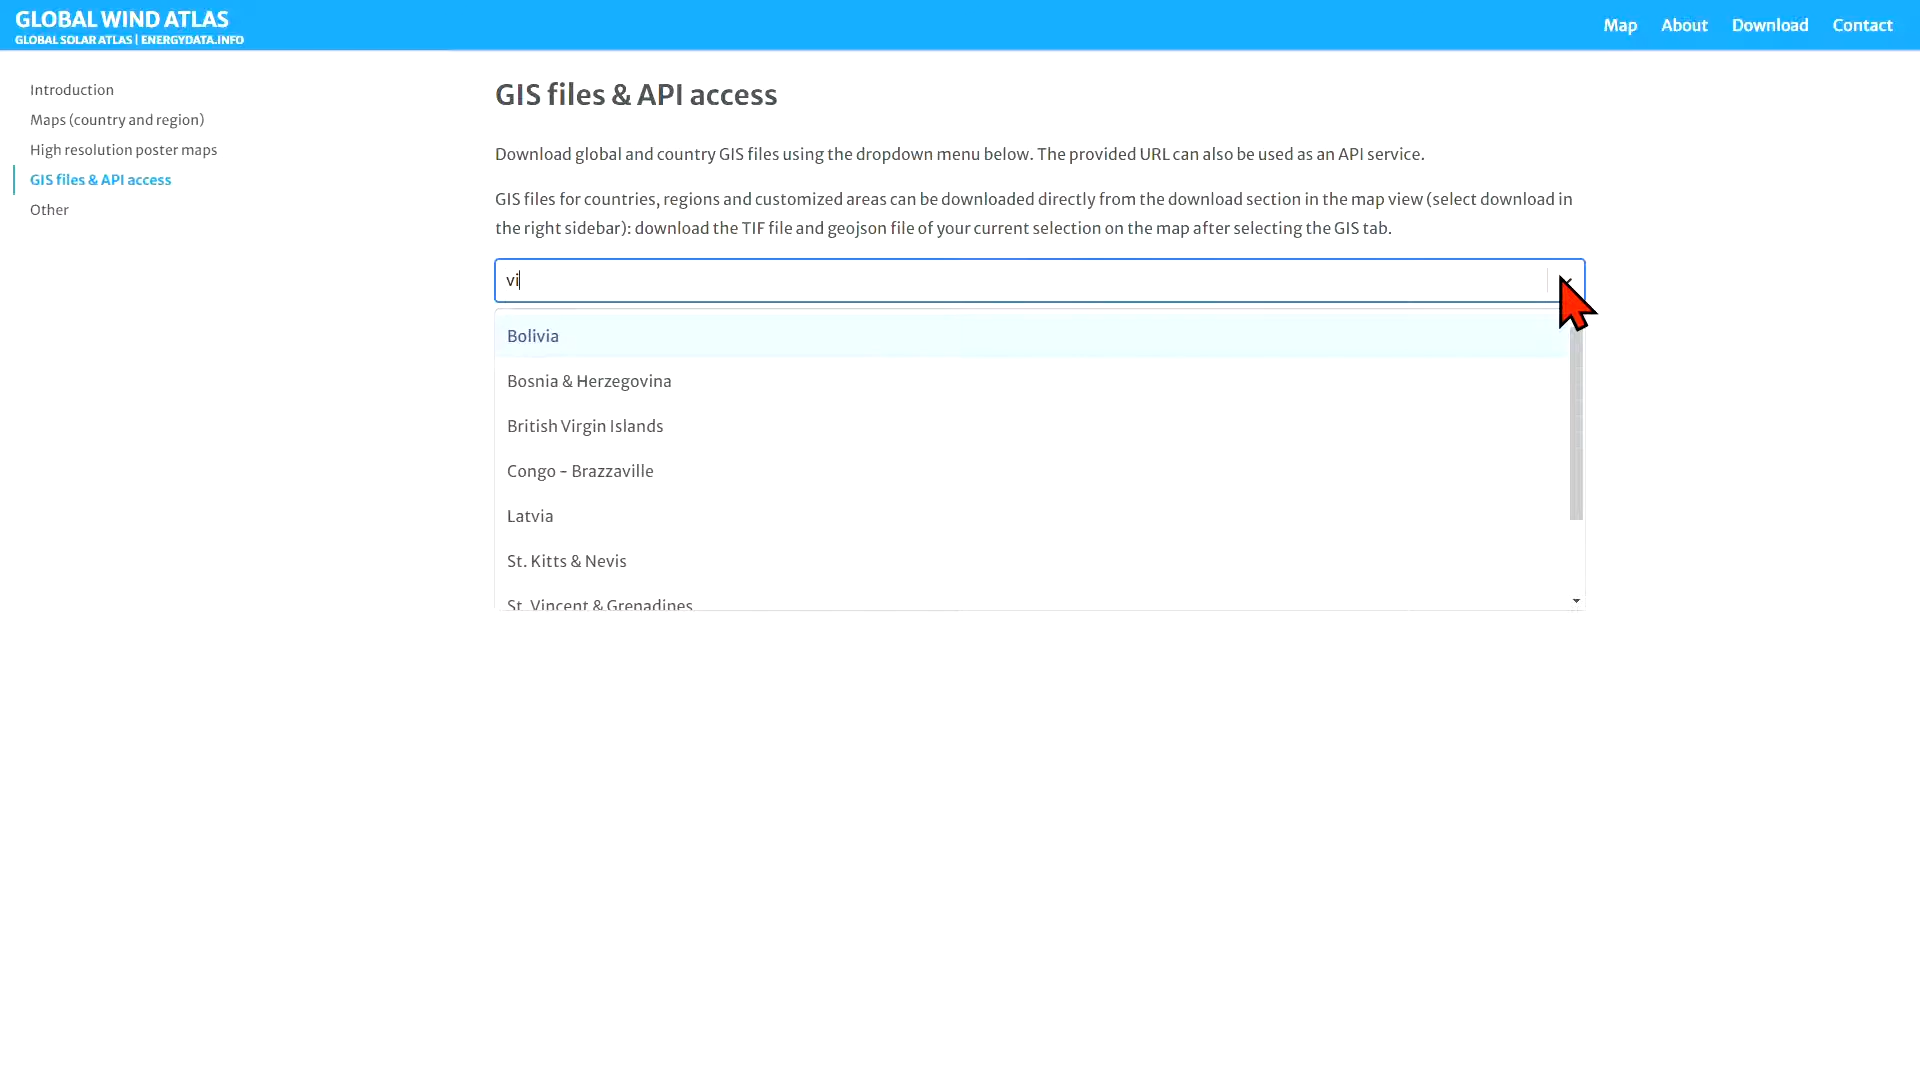 GLOBAL WIND ATLAS
GLOBAL SOLAR ATLAS | ENERGYDATA.INFO
Map
About
Download
Contact
Introduction
Maps (country and region)
High resolution poster maps
GIS files & API access
Other
GIS files & API access
Download global and country GIS files using the dropdown menu below. The provided URL can also be used as an API service.
GIS files for countries, regions and customized areas can be downloaded directly from the download section in the map view (select download in
the right sidebar): download the TIF file and geojson file of your current selection on the map after selecting the GIS tab.
vi
Bolivia
Bosnia & Herzegovina
British Virgin Islands
Congo - Brazzaville
Latvia
St. Kitts & Nevis
St. Vincent & Grenadines